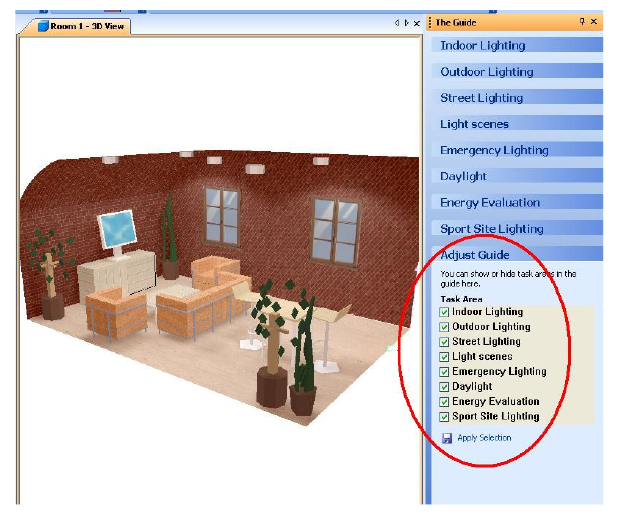 Room 1 - 3D View
The Guide
Indoor Lighting
Outdoor Lighting
Street Lighting
Light scenes
Emergency Lighting
Daylight
Energy Evaluation
Sport Site Lighting
Adjust Guide
You can show or hide task areas in the
guide here.
Task Area
Indoor Lighting
Outdoor Lighting
Street Lighting
Light scenes
Emergency Lighting
Daylight
Energy Evaluation
Sport Site Lighting
Apply Selection